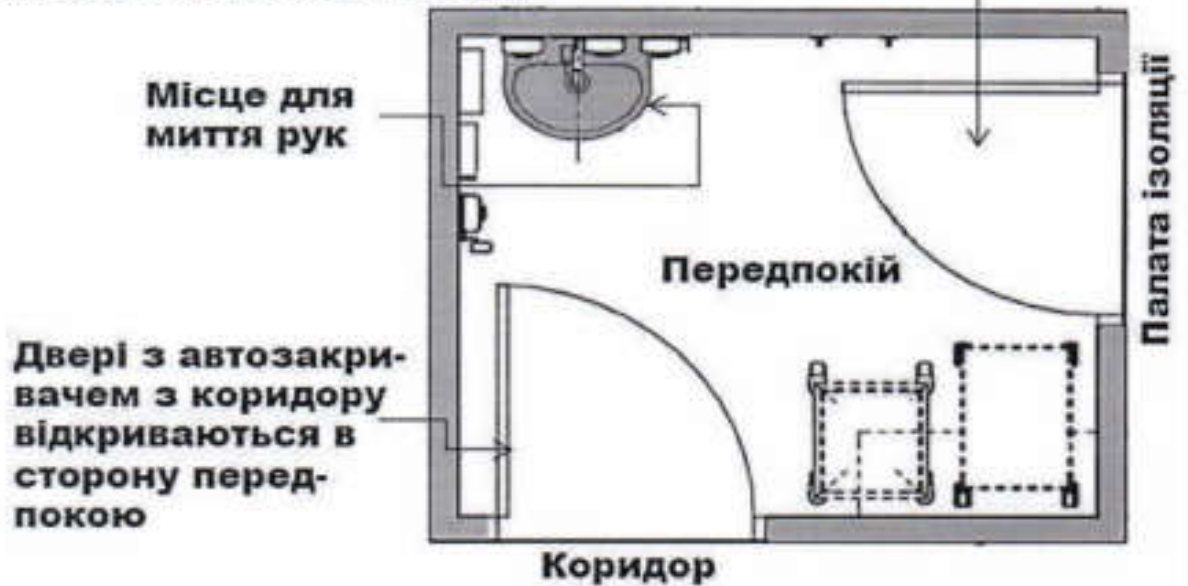 Місце для
миття рук
Передпокій
Палата ізоляції
Двері з автозакри-
вачем з коридору
відкриваються в
сторону перед-
покою
Коридор